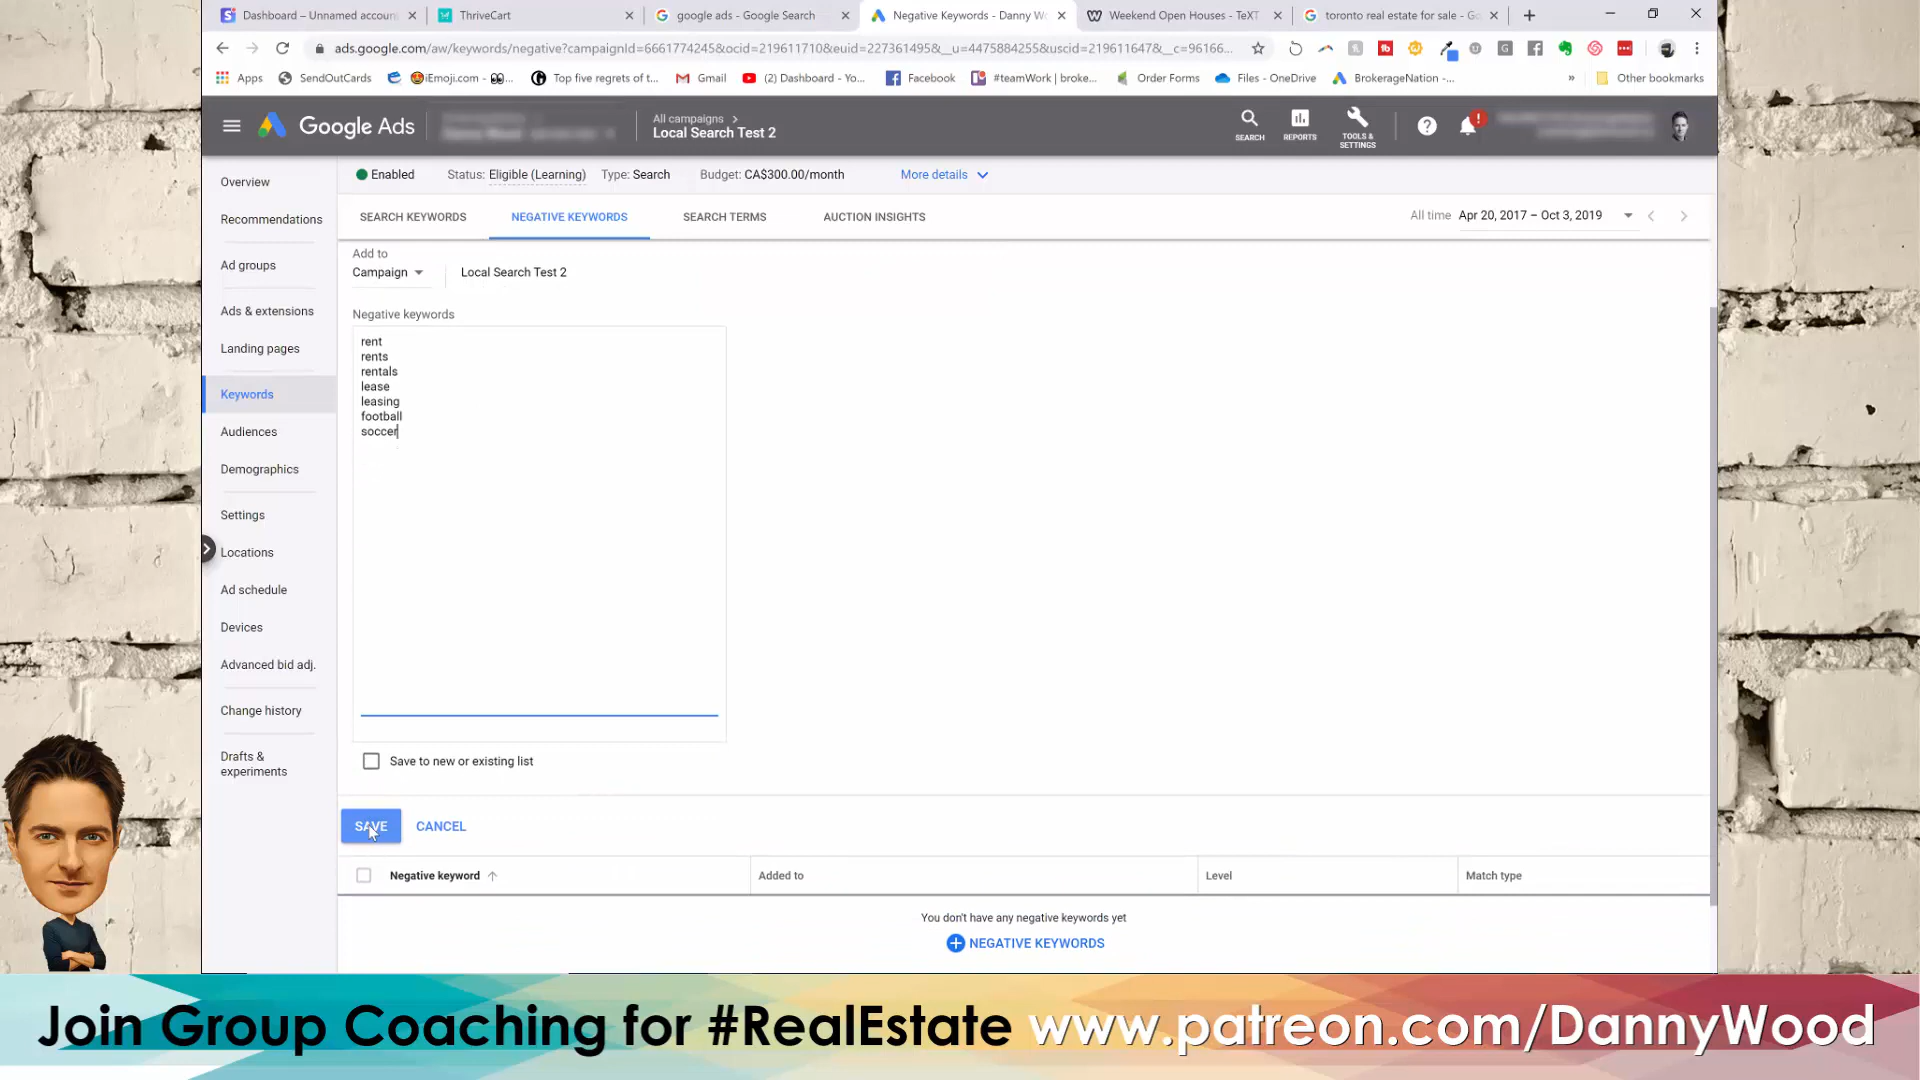 Dashboard – Unnamed accoun
ThriveCart
google ads - Google Search
Negative Keywords - Danny W
Weekend Open Houses - TeXT
toronto real estate for sale - Go
ads.google.com/aw/keywords/negative?campaignId=6661774245&ocid=219611710&euid=227361495&__u=4475884255&uscid=219611647&__c=96166...
Apps
SendOutCards
iEmoji.com -
Top five regrets of t...
Gmail
(2) Dashboard - Yo...
Facebook
#teamWork | broke...
Order Forms
Files - OneDrive
BrokerageNation -...
»
Other bookmarks
Google Ads
All campaigns >
Local Search Test 2
SEARCH
REPORTS
TOOLS &
SETTINGS
Enabled
Status: Eligible (Learning)
Type: Search
Budget: CA$300.00/month
More details
SEARCH KEYWORDS
NEGATIVE KEYWORDS
SEARCH TERMS
AUCTION INSIGHTS
All time Apr 20, 2017 – Oct 3, 2019
Overview
Recommendations
Ad groups
Ads & extensions
Landing pages
Keywords
Audiences
Demographics
Settings
Locations
Ad schedule
Devices
Advanced bid adj.
Change history
Drafts &
experiments
Add to
Campaign
Local Search Test 2
Negative keywords
rent
rents
rentals
lease
leasing
football
soccer
Save to new or existing list
SAVE
CANCEL
Negative keyword
Added to
Level
Match type
You don't have any negative keywords yet
NEGATIVE KEYWORDS
Join Group Coaching for #RealEstate www.patreon.com/DannyWood